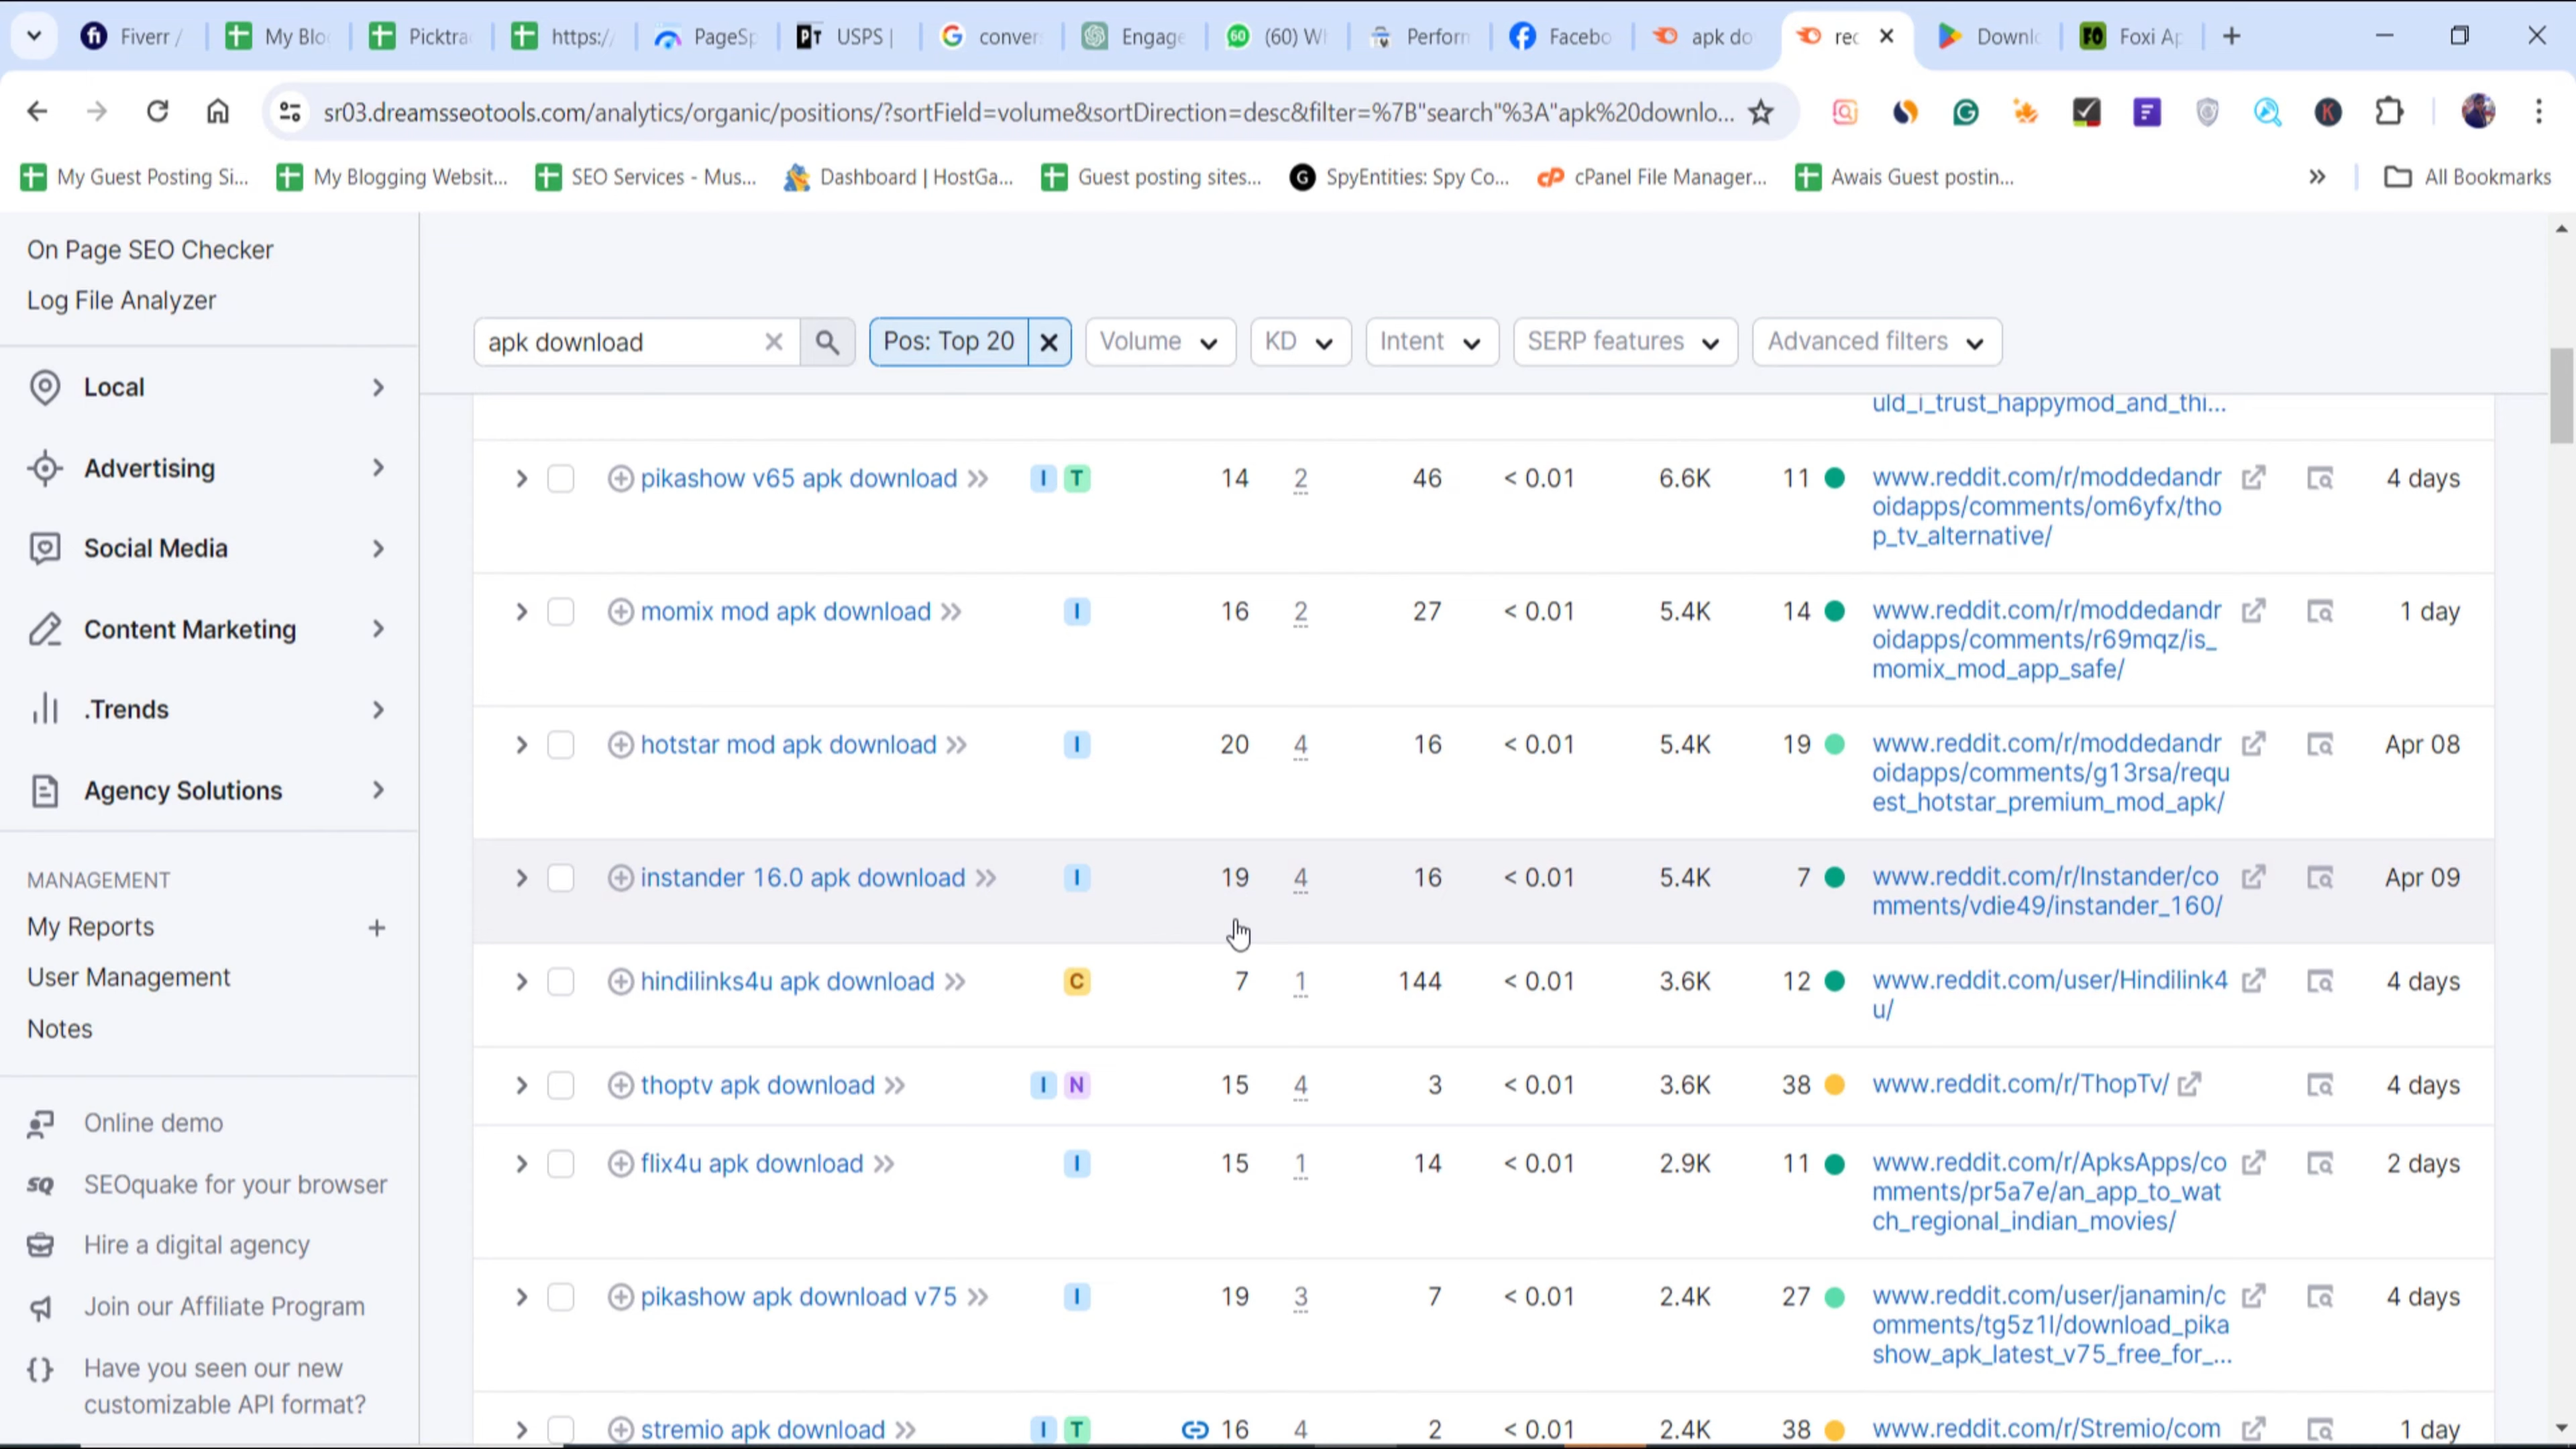 Fiverr /
My Blo
Picktra
https:/
PageSp
PT
USPS |
conver
Engage
60
(60) W
Perform
Facebo
apk do
rec
Downl
FO
Foxi Ap
sr03.dreamsseotools.com/analytics/organic/positions/?sortField=volume&sortDirection=desc&filter=%7B"search"%3A"apk%20downlo...
My Guest Posting Si...
My Blogging Websit...
SEO Services - Mus...
Dashboard | HostGa...
Guest posting sites...
SpyEntities: Spy Co...
cPanel File Manager...
Awais Guest postin...
All Bookmarks
On Page SEO Checker
Log File Analyzer
Local
Advertising
Social Media
Content Marketing
.Trends
Agency Solutions
MANAGEMENT
My Reports
User Management
Notes
Online demo
SQ SEOquake for your browser
Hire a digital agency
Join our Affiliate Program
Have you seen our new
customizable API format?
apk download
Pos: Top 20
Volume
KD
Intent
SERP features
Advanced filters
uld_i_trust_happymod_and_thi...
pikashow v65 apk download I T 14 2 46 < 0.01 6.6K 11 www.reddit.com/r/moddedandr 4 days
oidapps/comments/om6yfx/tho
p_tv_alternative/
momix mod apk download I 16 2 27 < 0.01 5.4K 14 www.reddit.com/r/moddedandr 1 day
oidapps/comments/r69mqz/is_
momix_mod_app_safe/
hotstar mod apk download I 20 4 16 < 0.01 5.4K 19 www.reddit.com/r/moddedandr Apr 08
oidapps/comments/g13rsa/requ
est_hotstar_premium_mod_apk/
instander 16.0 apk download I 19 4 16 < 0.01 5.4K 7 www.reddit.com/r/Instander/co Apr 09
mments/vdie49/instander_160/
hindilinks4u apk download C 7 1 144 < 0.01 3.6K 12 www.reddit.com/user/Hindilink4 4 days
u/
thoptv apk download I N 15 4 3 < 0.01 3.6K 38 www.reddit.com/r/ThopTv/ 4 days
flix4u apk download I 15 1 14 < 0.01 2.9K 11 www.reddit.com/r/ApksApps/co 2 days
mments/pr5a7e/an_app_to_wat
ch_regional_indian_movies/
pikashow apk download v75 I 19 3 7 < 0.01 2.4K 27 www.reddit.com/user/janamin/c 4 days
omments/tg5z1l/download_pika
show_apk_latest_v75_free_for_...
stremio apk download I T 16 4 2 < 0.01 2.4K 38 www.reddit.com/r/Stremio/com 1 day